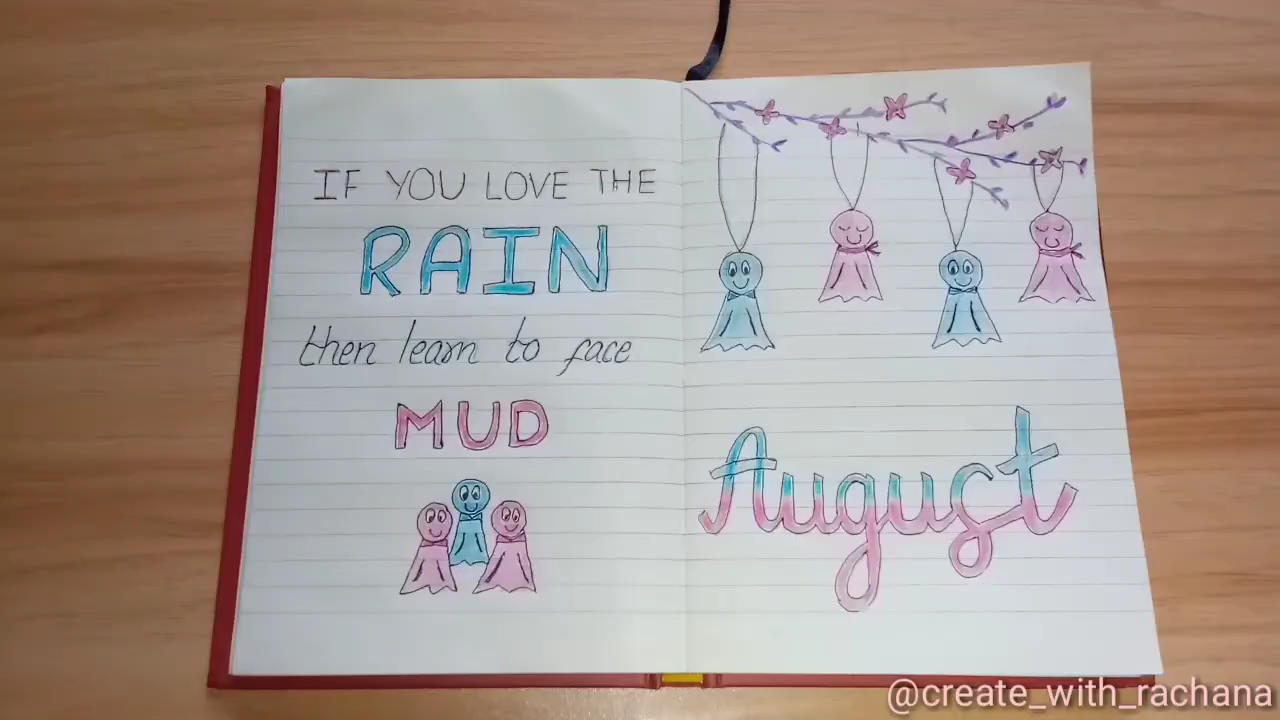 IF YOU LOVE THE
RAIN
then learn to face
MUD
August
@create_with_rachana